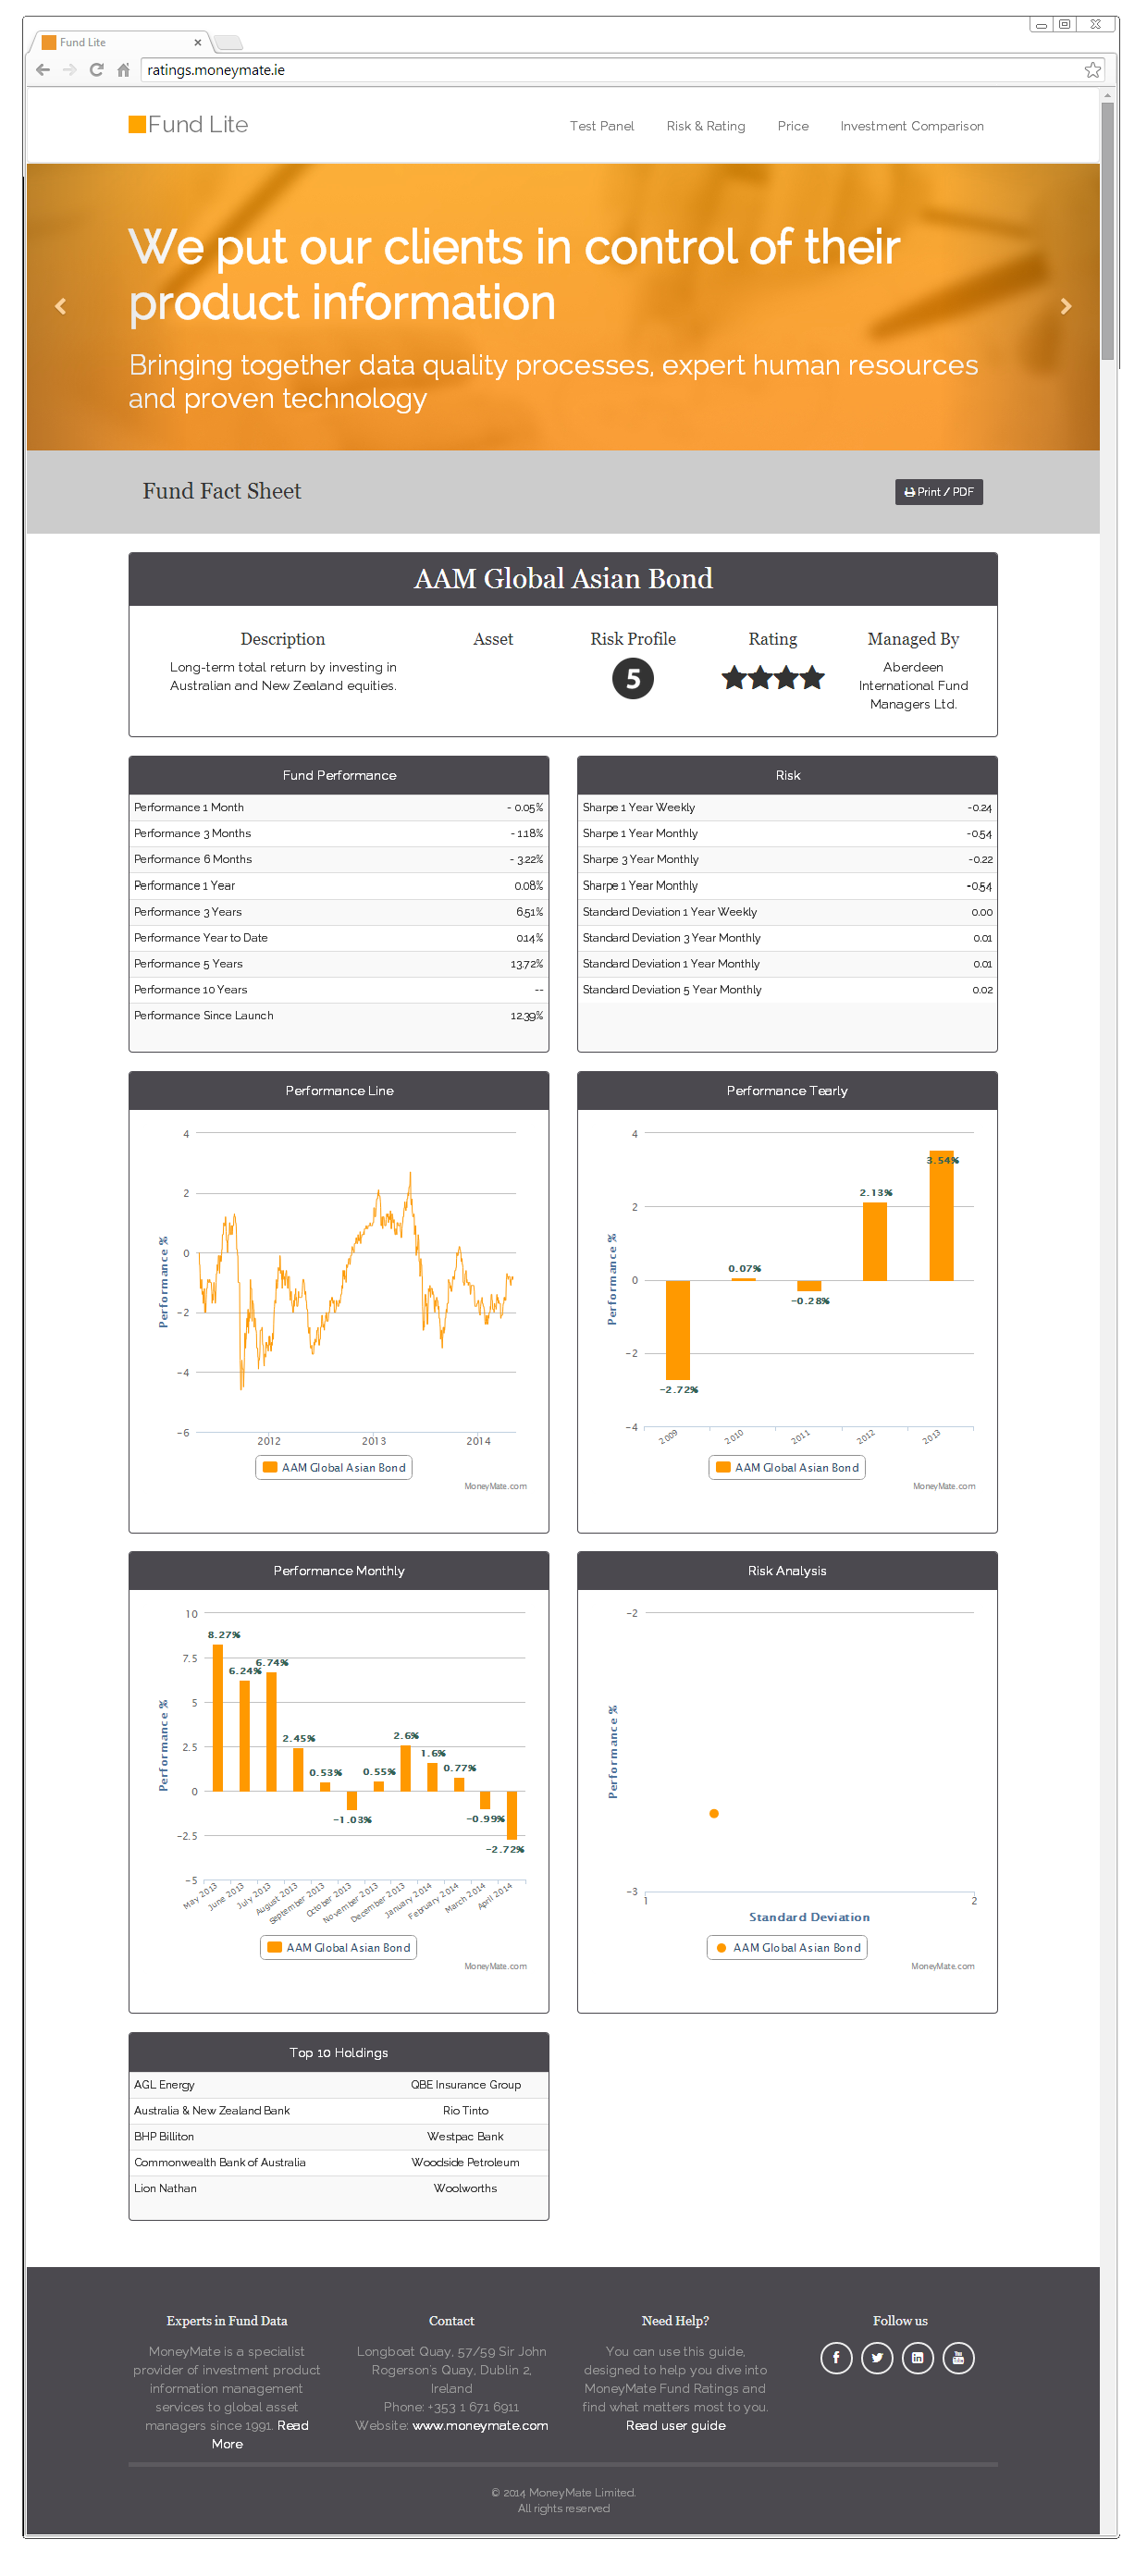 Fund Lite
ratings.moneymate.ie
Fund Lite
Test Panel Risk & Rating Price Investment Comparison
We put our clients in control of their
product information
Bringing together data quality processes, expert human resources
and proven technology
Fund Fact Sheet
Print / PDF
AAM Global Asian Bond
Description Asset Risk Profile Rating Managed By
Long-term total return by investing in
Australian and New Zealand equities.
5
Aberdeen
International Fund
Managers Ltd.
Fund Performance
Performance 1 Month - 0.05%
Performance 3 Months - 1.18%
Performance 6 Months - 3.22%
Performance 1 Year 0.08%
Performance 3 Years 6.51%
Performance Year to Date 0.14%
Performance 5 Years 13.72%
Performance 10 Years --
Performance Since Launch 12.39%
Risk
Sharpe 1 Year Weekly -0.24
Sharpe 1 Year Monthly -0.54
Sharpe 3 Year Monthly -0.22
Sharpe 1 Year Monthly -0.54
Standard Deviation 1 Year Weekly 0.00
Standard Deviation 3 Year Monthly 0.01
Standard Deviation 1 Year Monthly 0.01
Standard Deviation 5 Year Monthly 0.02
Performance Line
Performance %
4
2
0
-2
-4
-6
2012 2013 2014
AAM Global Asian Bond
MoneyMate.com
Performance Tearly
Performance %
4
2
0
-2
-4
-2.72%
0.07%
-0.28%
2.13%
3.54%
2009 2010 2011 2012 2013
AAM Global Asian Bond
MoneyMate.com
Performance Monthly
Performance %
10
7.5
5
2.5
0
-2.5
-5
8.27%
6.24%
6.74%
2.45%
0.53%
-1.03%
0.55%
2.6%
1.6%
0.77%
-0.99%
-2.72%
May 2013 June 2013 July 2013 August 2013 September 2013 October 2013 November 2013 December 2013 January 2014 February 2014 March 2014 April 2014
AAM Global Asian Bond
MoneyMate.com
Risk Analysis
Performance %
-2
-3
1 2
Standard Deviation
AAM Global Asian Bond
MoneyMate.com
Top 10 Holdings
AGL Energy QBE Insurance Group
Australia & New Zealand Bank Rio Tinto
BHP Billiton Westpac Bank
Commonwealth Bank of Australia Woodside Petroleum
Lion Nathan Woolworths
Experts in Fund Data
MoneyMate is a specialist
provider of investment product
information management
services to global asset
managers since 1991. Read
More
Contact
Longboat Quay, 57/59 Sir John
Rogerson's Quay, Dublin 2,
Ireland
Phone: +353 1 671 6911
Website: www.moneymate.com
Need Help?
You can use this guide,
designed to help you dive into
MoneyMate Fund Ratings and
find what matters most to you.
Read user guide
Follow us
You Tube
© 2014 MoneyMate Limited.
All rights reserved